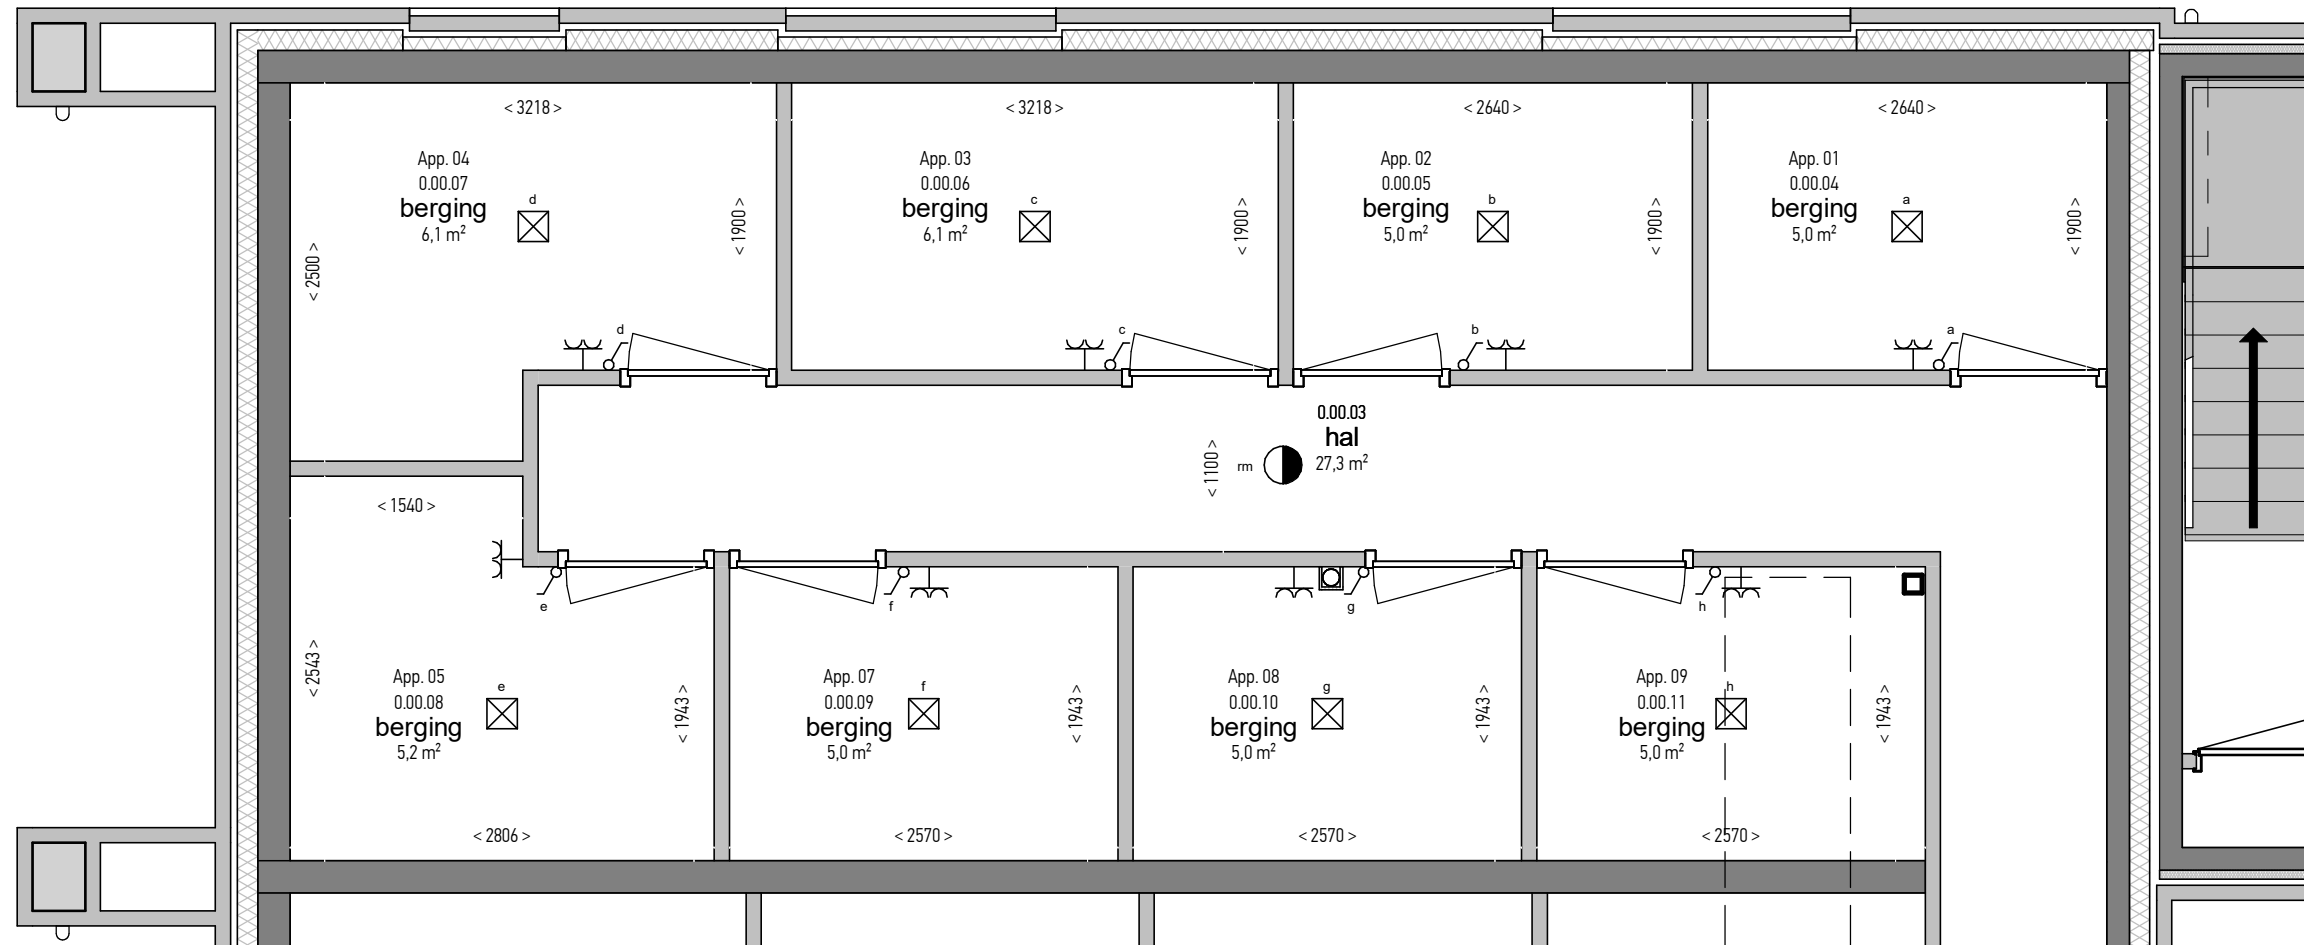 < 3218 >
< 3218 >
< 2640 >
< 2640 >
App. 04
0.00.07
berging
6,1 m²
d
< 1900 >
< 2500 >
d
App. 03
0.00.06
berging
6,1 m²
c
< 1900 >
c
App. 02
0.00.05
berging
5,0 m²
b
< 1900 >
b
App. 01
0.00.04
berging
5,0 m²
a
< 1900 >
a
0.00.03
hal
27,3 m²
rm
< 1100 >
< 1540 >
e
< 2543 >
App. 05
0.00.08
berging
5,2 m²
e
< 1943 >
< 2806 >
f
App. 07
0.00.09
berging
5,0 m²
f
< 1943 >
< 2570 >
g
App. 08
0.00.10
berging
5,0 m²
g
< 1943 >
< 2570 >
h
App. 09
0.00.11
berging
5,0 m²
h
< 1943 >
< 2570 >